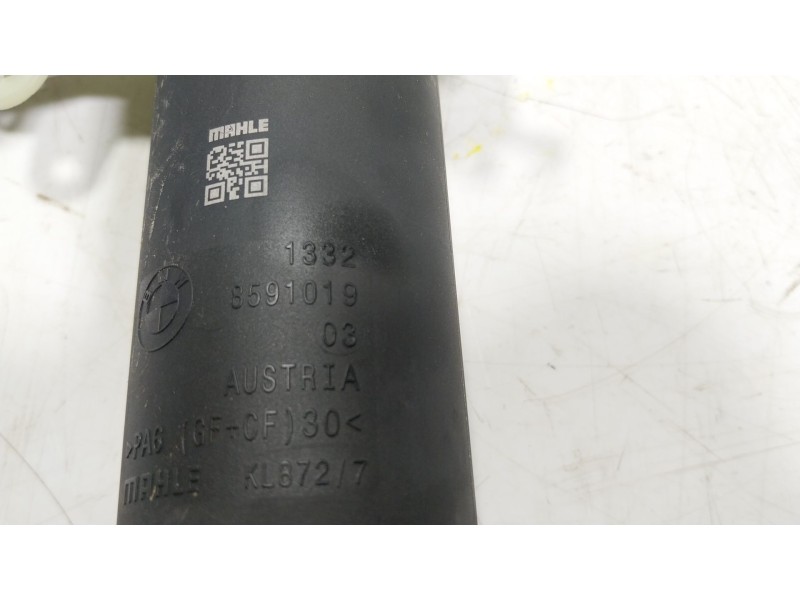 MAHLE
1332
8591019
03
AUSTRIA
>PA6 (GF-CF)30<
MAHLE KL872/7